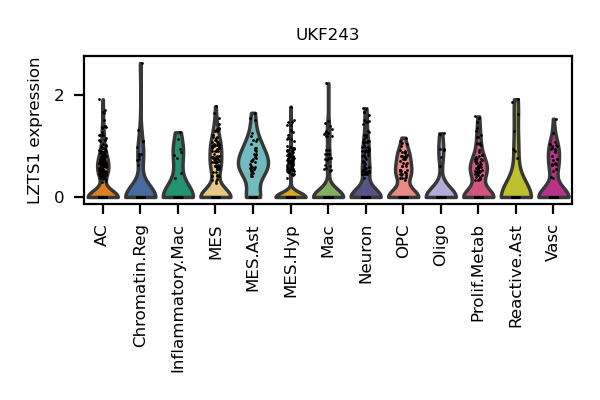 UKF243
LZTS1 expression
2
0
AC
Chromatin.Reg
Inflammatory.Mac
MES
MES.Ast
MES.Hyp
Mac
Neuron
OPC
Oligo
Prolif.Metab
Reactive.Ast
Vasc